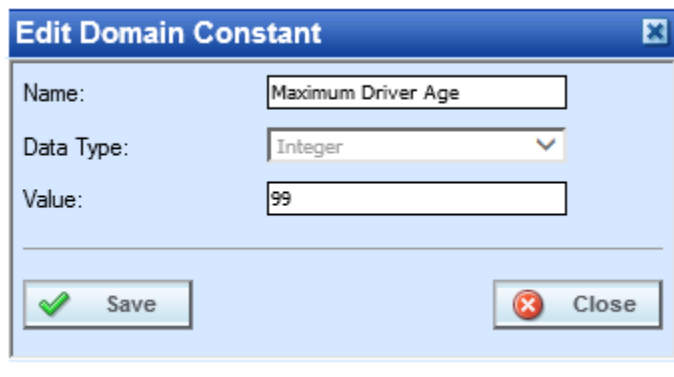 Edit Domain Constant
Name: Maximum Driver Age
Data Type: Integer
Value: 99
Save Close